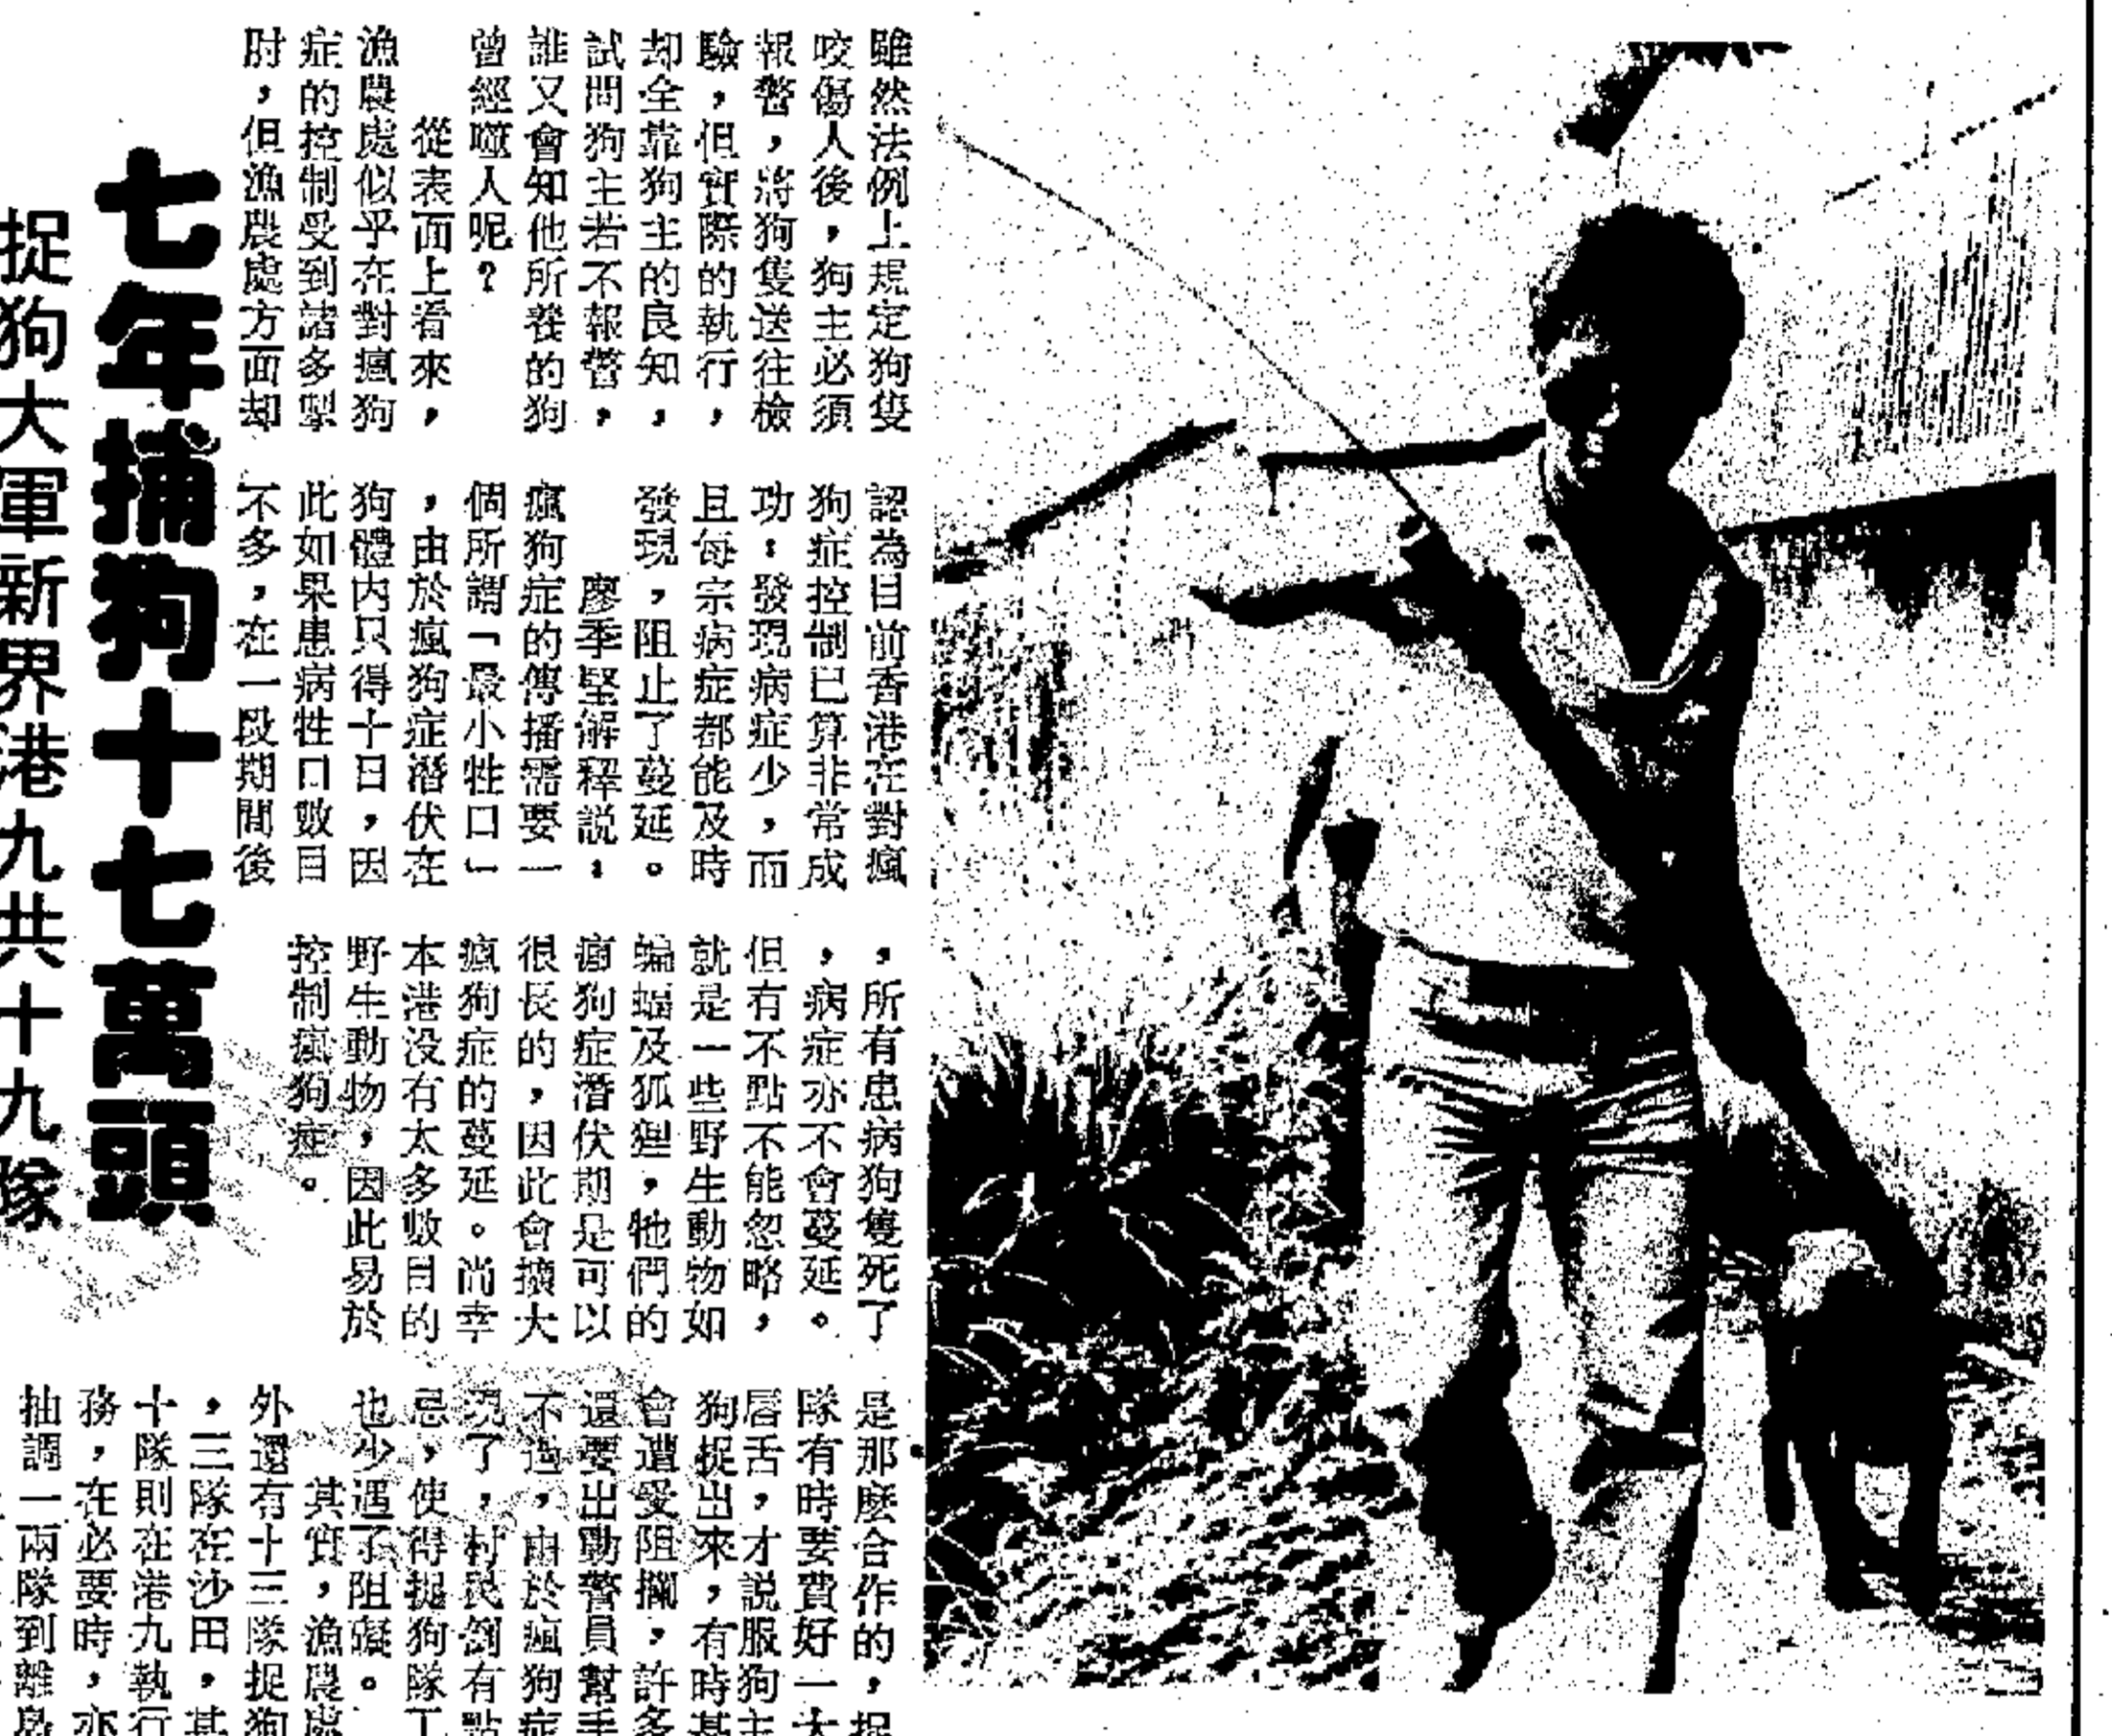 雖然法例上規定狗隻
咬傷人後，狗主必須
報警，將狗隻送往檢
驗，但實際的執行，
却全靠狗主的良知，
試問狗主若不報警，
誰又會知他所養的狗
曾經噬人呢？
從表面上看來，
漁農處似乎在對瘋狗
症的控制受到諸多掣
肘，但漁農處方面却
認為目前香港在對瘋
狗症控制已算非常成
功：發現病症少，而
且每宗病症都能及時
發現，阻止了蔓延。
廖季堅解釋説：
瘋狗症的傳播需要一
個所謂「最小牲口」
，由於瘋狗症潛伏在
狗體内只得十日，因
此如果患病牲口數目
不多，在一段期間後
，所有患病狗隻死了
，病症亦不會蔓延。
但有不點不能忽略，
就是一些野生動物如
蝙蝠及狐狸，牠們的
瘋狗症潛伏期是可以
很長的，因此會擴大
瘋狗症的蔓延。尚幸
本港没有太多數目的
野生動物，因此易於
控制瘋狗症。
七年捕狗十七萬頭
捉狗大軍新界港九共十九隊
是那麽合作的，捉
隊有時要費好一大
唇舌，才説服狗主
狗捉出來，有時甚
會遭受阻攔，許多
還要出動警員幫手
不過，由於瘋狗症
現了，村民倒有點
忌，使得捉狗隊工
也少遇了阻礙。
其實，漁農處
外還有十三隊捉狗
，三隊在沙田，其
十隊則在港九執行
務，在必要時，亦
抽調一兩隊到離島